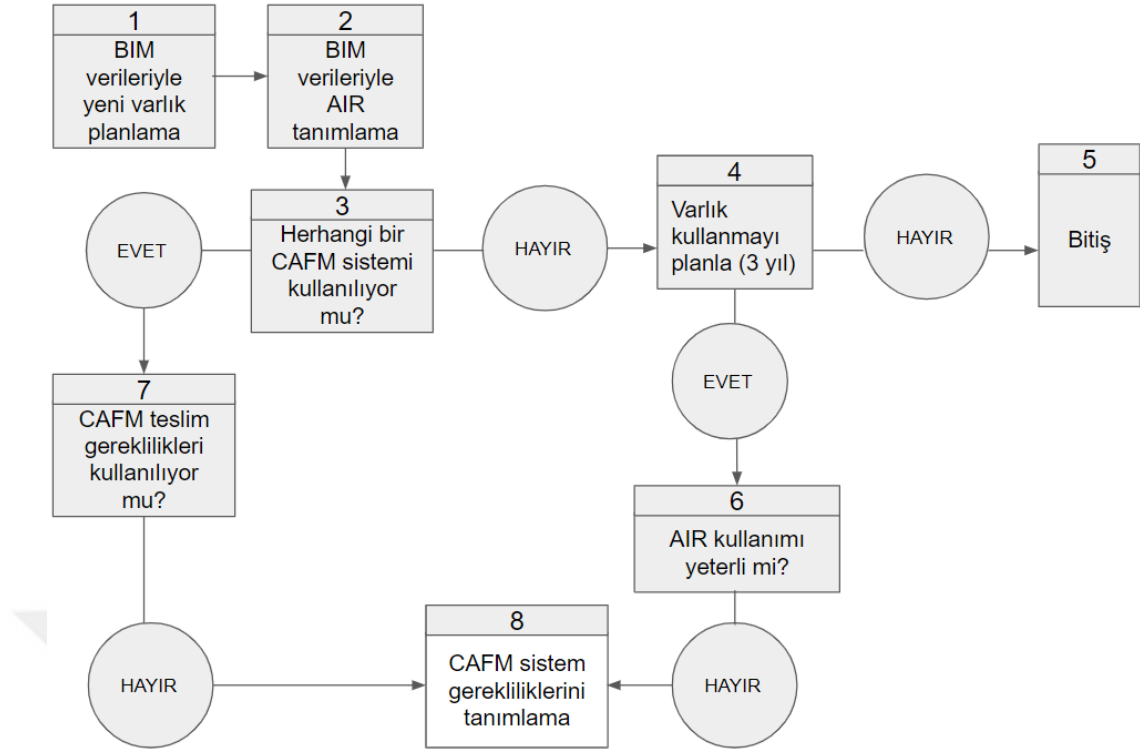 1
BIM
verileriyle
yeni varlık
planlama
2
BIM
verileriyle
AIR
tanımlama
3
Herhangi bir
CAFM sistemi
kullanılıyor
mu?
EVET
HAYIR
4
Varlık
kullanmayı
planla (3 yıl)
HAYIR
5
Bitiş
EVET
7
CAFM teslim
gereklilikleri
kullanılıyor
mu?
6
AIR kullanımı
yeterli mi?
HAYIR
8
CAFM sistem
gerekliliklerini
tanımlama
HAYIR